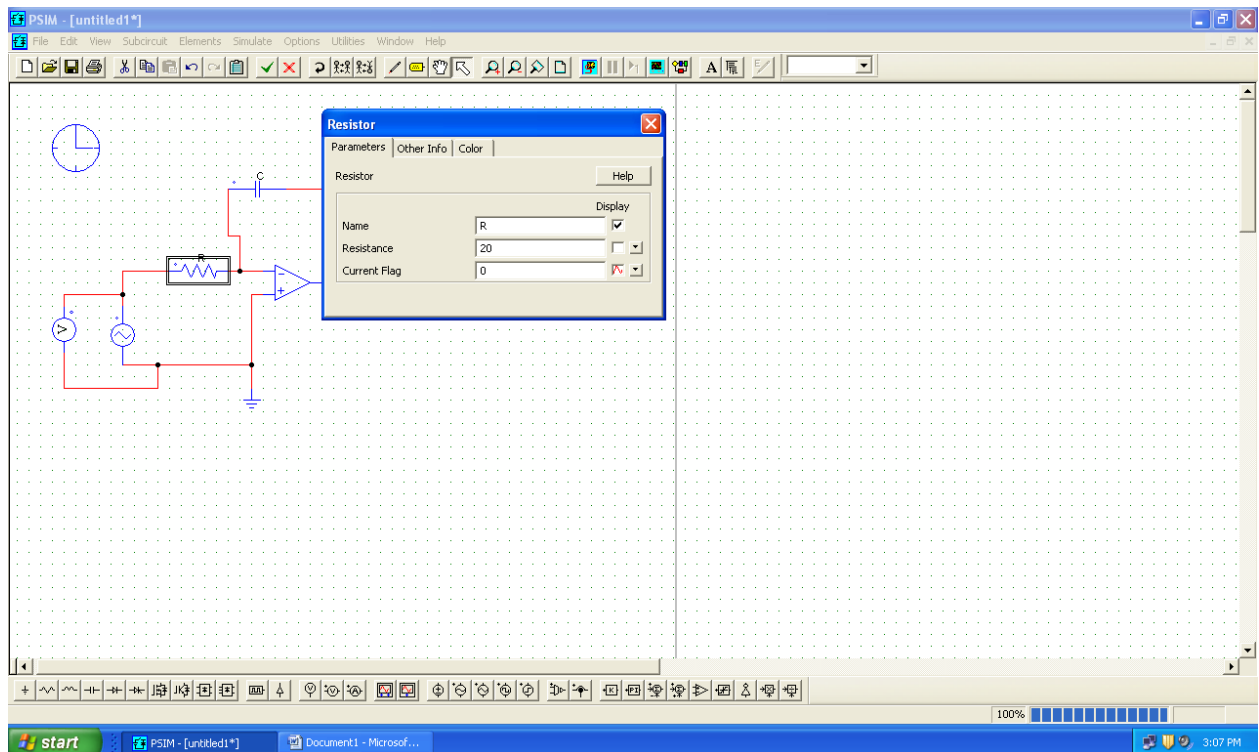 PSIM - [untitled1*]
File Edit View Subcircuit Elements Simulate Options Utilities Window Help
Resistor
Parameters Other Info Color
Resistor Help
Display
Name R
Resistance 20
Current Flag 0
C
R
V
100%
start PSIM - [untitled1*] Document1 - Microsof... 3:07 PM